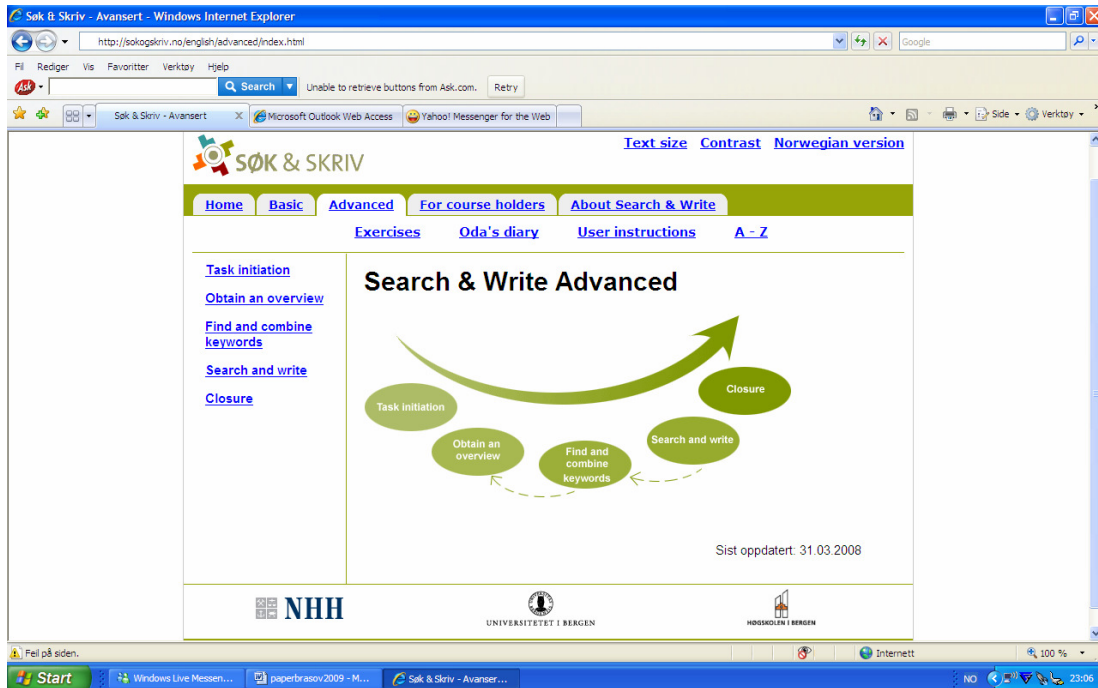 Søk & Skriv - Avansert - Windows Internet Explorer
http://sokogskriv.no/english/advanced/index.html
Google
Fil Rediger Vis Favoritter Verktøy Hjelp
Ask Search Unable to retrieve buttons from Ask.com. Retry
Søk & Skriv - Avansert X Microsoft Outlook Web Access Yahoo! Messenger for the Web Side Verktøy
SØK & SKRIV
Text size Contrast Norwegian version
Home Basic Advanced For course holders About Search & Write
Exercises Oda's diary User instructions A - Z
Task initiation
Obtain an overview
Find and combine
keywords
Search and write
Closure
Search & Write Advanced
Task initiation
Obtain an
overview
Find and
combine
keywords
Search and write
Closure
Sist oppdatert: 31.03.2008
NHH
UNIVERSITETET I BERGEN
HØGSKOLEN I BERGEN
Feil på siden. Internett 100 %
Start Windows Live Messen... paperbrasov2009 - M... Søk & Skriv - Avanser... NO 23:06